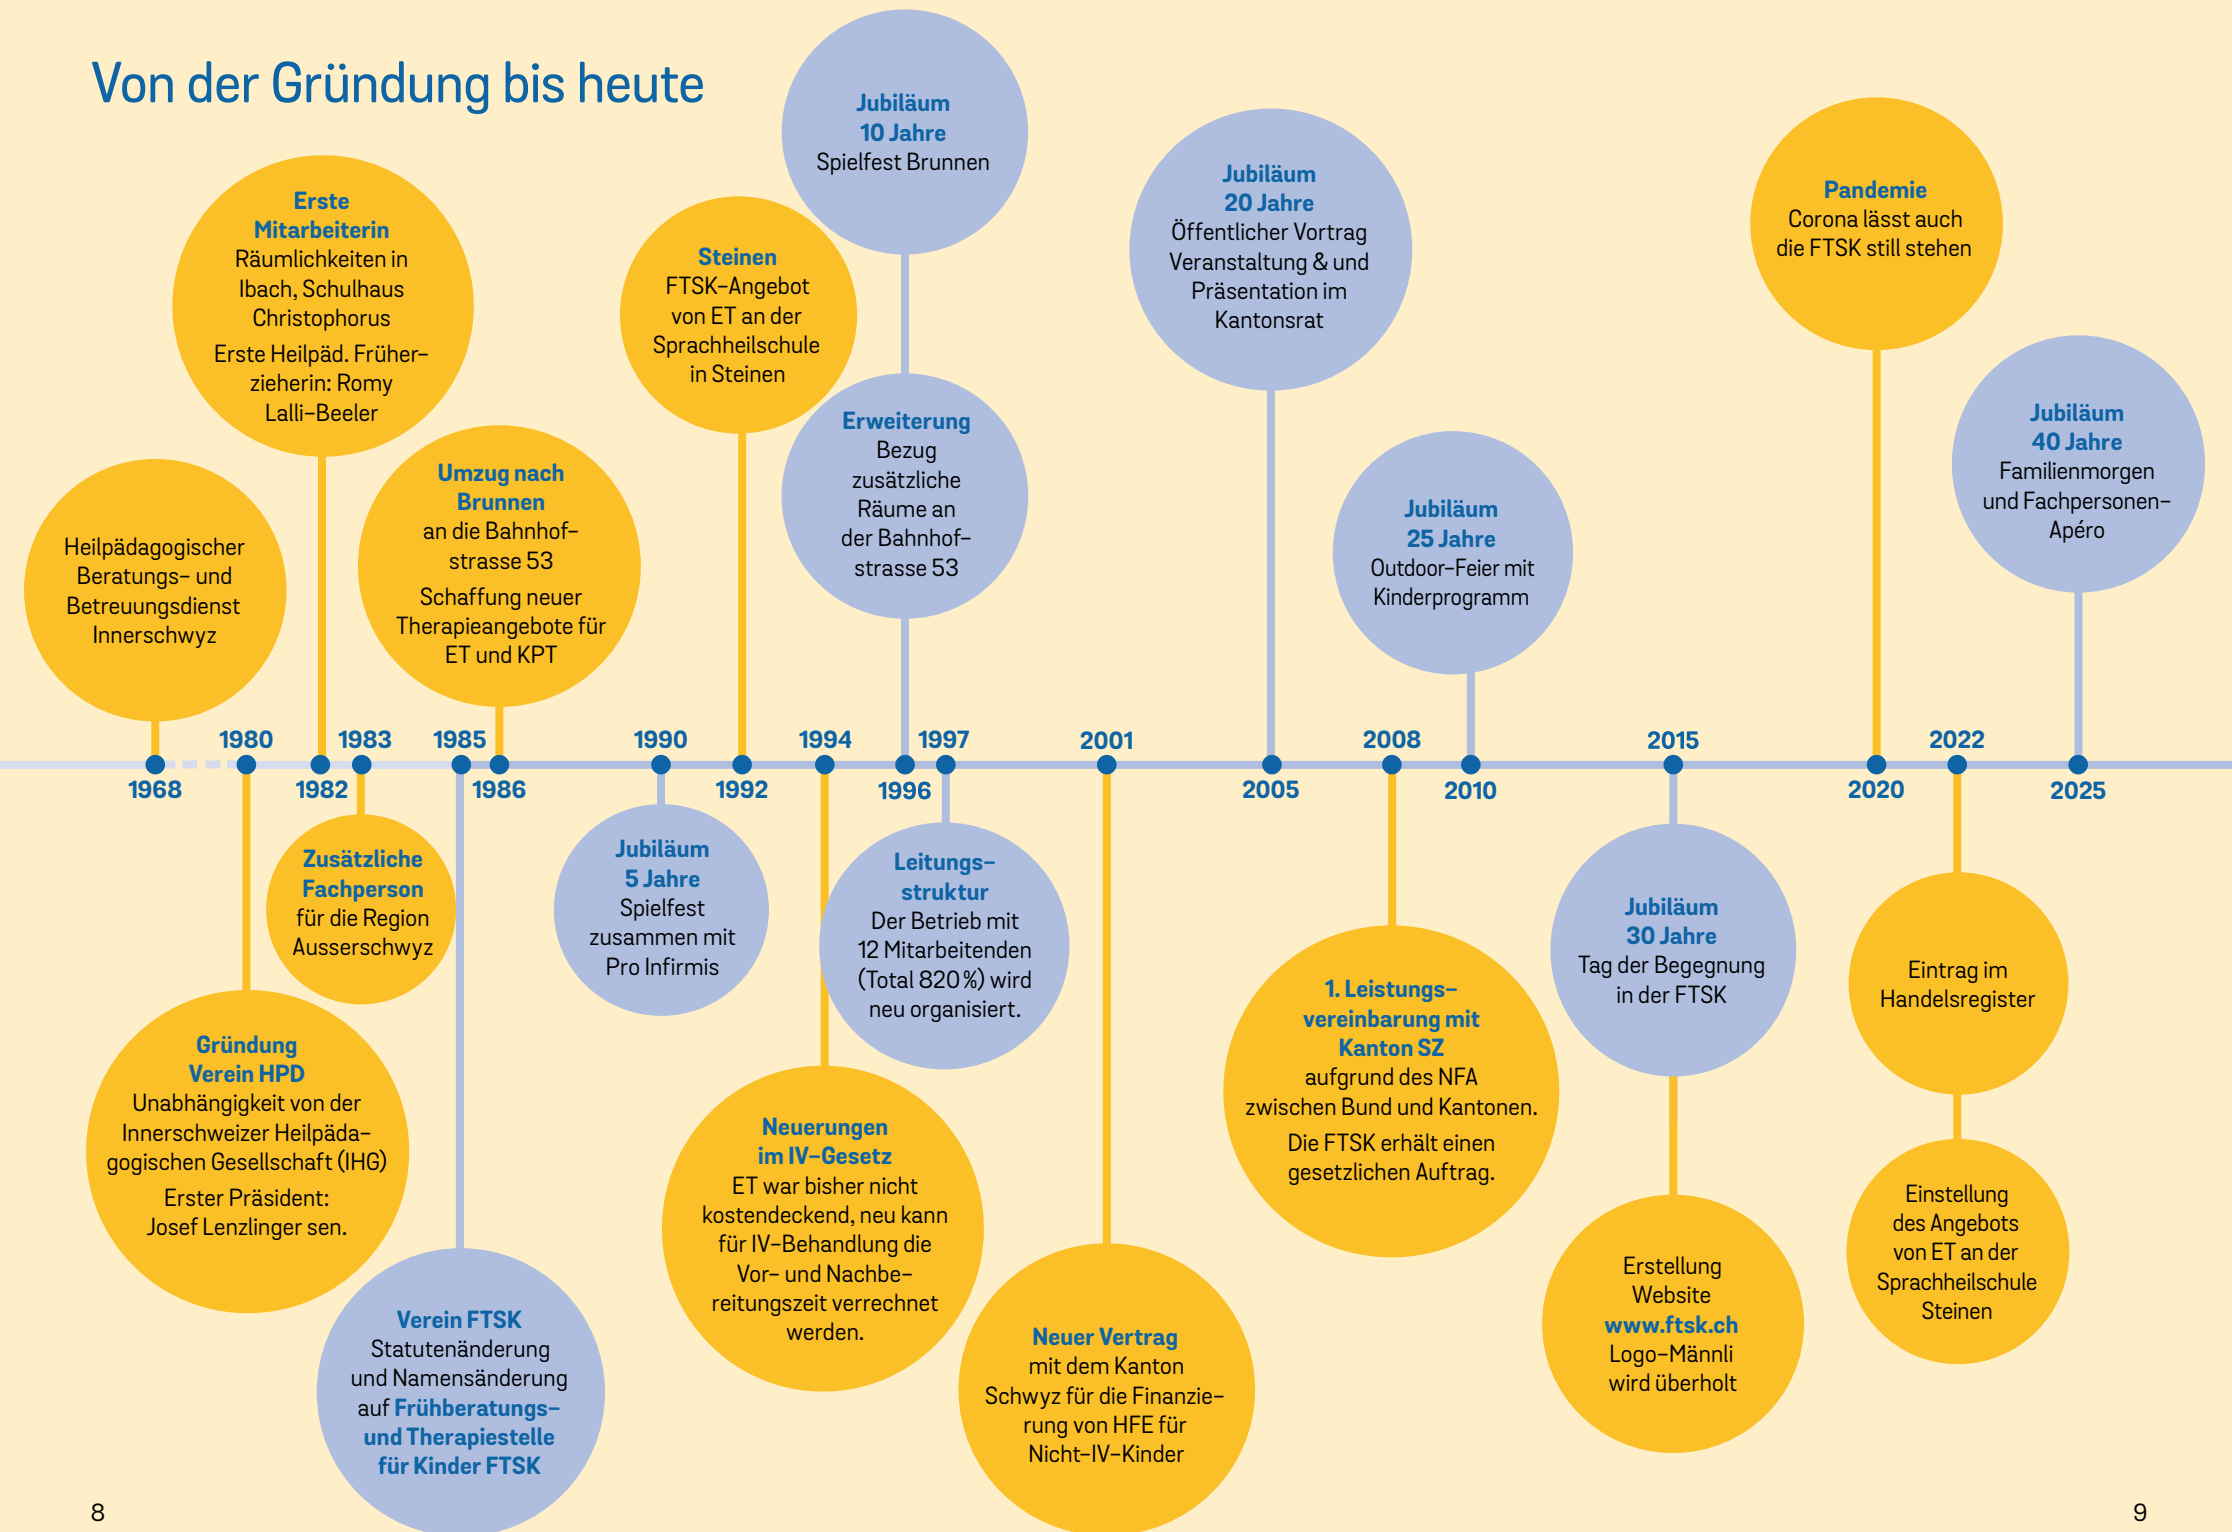 Von der Gründung bis heute
Heilpädagogischer
Beratungs- und
Betreuungsdienst
Innerschwyz
1968
1980
Gründung
Verein HPD
Unabhängigkeit von der
Innerschweizer Heilpäda-
gogischen Gesellschaft (IHG)
Erster Präsident:
Josef Lenzlinger sen.
Erste
Mitarbeiterin
Räumlichkeiten in
Ibach, Schulhaus
Christophorus
Erste Heilpäd. Früher-
zieherin: Romy
Lalli-Beeler
1982
1983
Zusätzliche
Fachperson
für die Region
Ausserschwyz
1985
Verein FTSK
Statutenänderung
und Namensänderung
auf Frühberatungs-
und Therapiestelle
für Kinder FTSK
Umzug nach
Brunnen
an die Bahnhof-
strasse 53
Schaffung neuer
Therapieangebote für
ET und KPT
1986
1990
Jubiläum
5 Jahre
Spielfest
zusammen mit
Pro Infirmis
Steinen
FTSK-Angebot
von ET an der
Sprachheilschule
in Steinen
1992
1994
Neuerungen
im IV-Gesetz
ET war bisher nicht
kostendeckend, neu kann
für IV-Behandlung die
Vor- und Nachbe-
reitungszeit verrechnet
werden.
Jubiläum
10 Jahre
Spielfest Brunnen
Erweiterung
Bezug
zusätzliche
Räume an
der Bahnhof-
strasse 53
1996
1997
Leitungs-
struktur
Der Betrieb mit
12 Mitarbeitenden
(Total 820 %) wird
neu organisiert.
2001
Neuer Vertrag
mit dem Kanton
Schwyz für die Finanzie-
rung von HFE für
Nicht-IV-Kinder
Jubiläum
20 Jahre
Öffentlicher Vortrag
Veranstaltung & und
Präsentation im
Kantonsrat
2005
2008
1. Leistungs-
vereinbarung mit
Kanton SZ
aufgrund des NFA
zwischen Bund und Kantonen.
Die FTSK erhält einen
gesetzlichen Auftrag.
Jubiläum
25 Jahre
Outdoor-Feier mit
Kinderprogramm
2010
2015
Jubiläum
30 Jahre
Tag der Begegnung
in der FTSK
Erstellung
Website
www.ftsk.ch
Logo-Männli
wird überholt
Pandemie
Corona lässt auch
die FTSK still stehen
2020
2022
Eintrag im
Handelsregister
Einstellung
des Angebots
von ET an der
Sprachheilschule
Steinen
Jubiläum
40 Jahre
Familienmorgen
und Fachpersonen-
Apéro
2025
8
9